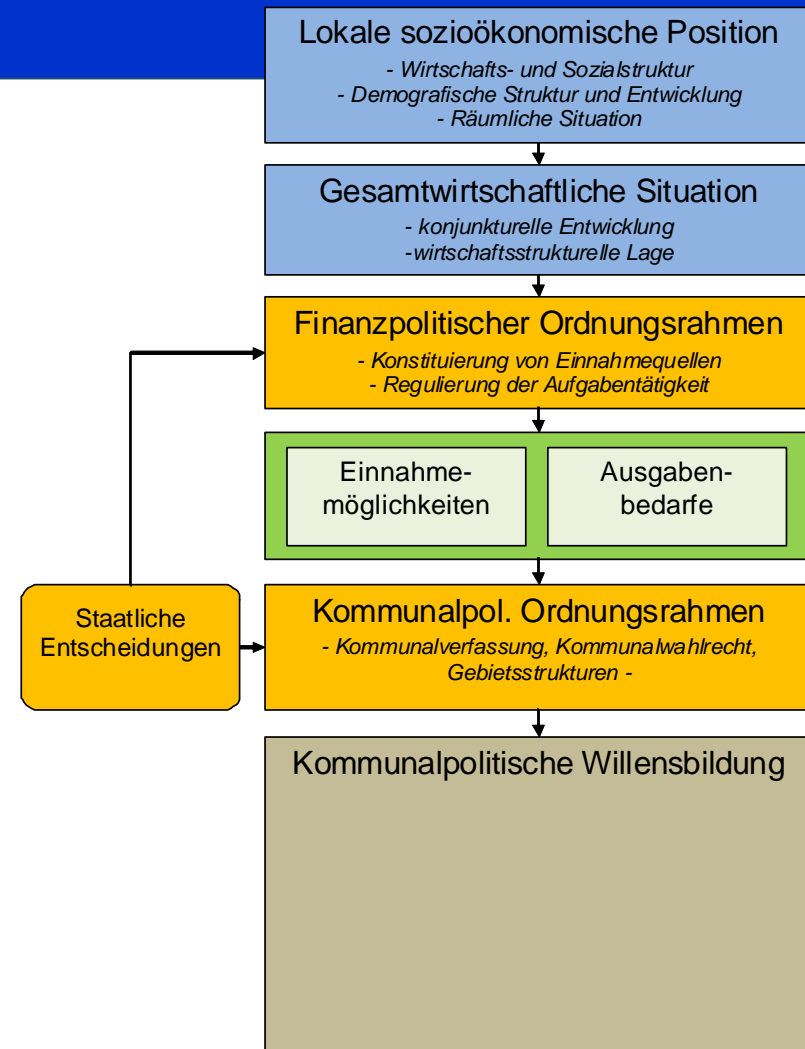 Lokale sozioökonomische Position
- Wirtschafts- und Sozialstruktur
- Demografische Struktur und Entwicklung
- Räumliche Situation
Gesamtwirtschaftliche Situation
- konjunkturelle Entwicklung
-wirtschaftsstrukturelle Lage
Finanzpolitischer Ordnungsrahmen
- Konstituierung von Einnahmequellen
- Regulierung der Aufgabentätigkeit
Einnahme-
möglichkeiten
Ausgaben-
bedarfe
Staatliche
Entscheidungen
Kommunalpol. Ordnungsrahmen
- Kommunalverfassung, Kommunalwahlrecht,
Gebietsstrukturen -
Kommunalpolitische Willensbildung